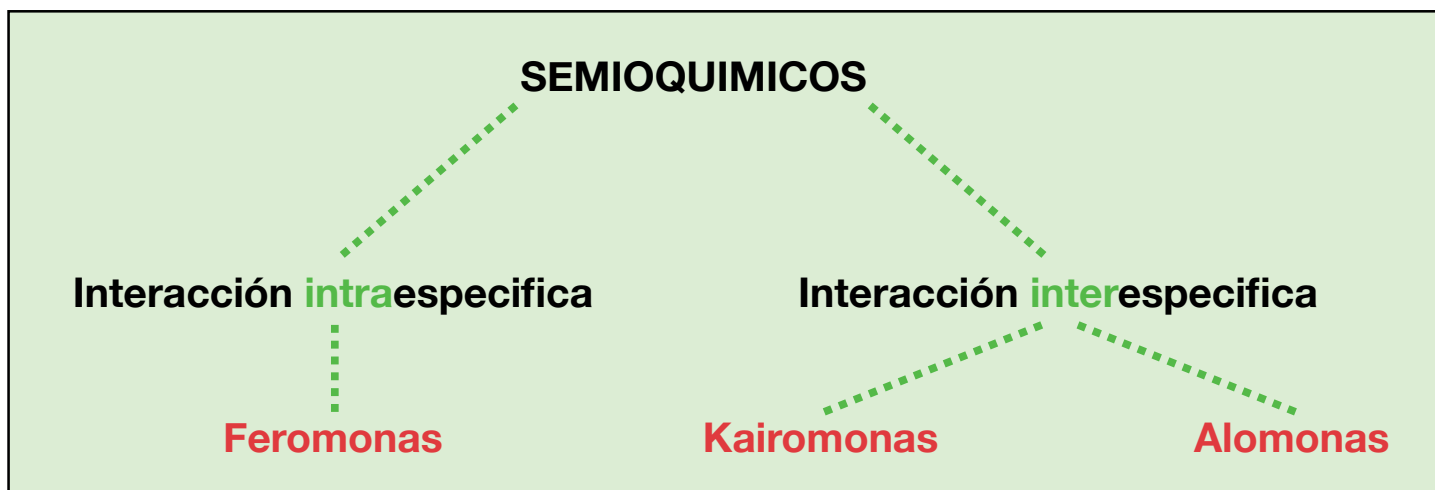 SEMIOQUIMICOS
Interacción intraespecifica
Interacción interespecifica
Feromonas
Kairomonas
Alomonas